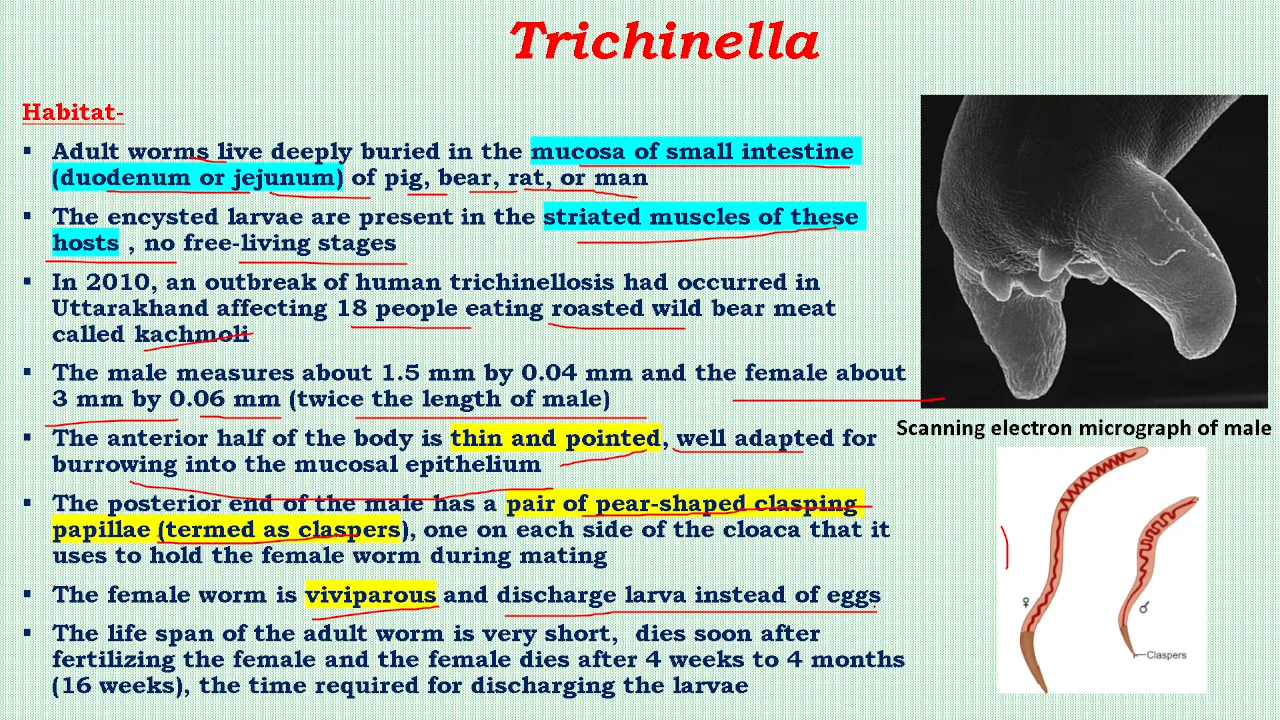 Trichinella
Habitat-
▪ Adult worms live deeply buried in the mucosa of small intestine
(duodenum or jejunum) of pig, bear, rat, or man
▪ The encysted larvae are present in the striated muscles of these
hosts , no free-living stages
▪ In 2010, an outbreak of human trichinellosis had occurred in
Uttarakhand affecting 18 people eating roasted wild bear meat
called kachmoli
▪ The male measures about 1.5 mm by 0.04 mm and the female about
3 mm by 0.06 mm (twice the length of male)
▪ The anterior half of the body is thin and pointed, well adapted for
burrowing into the mucosal epithelium
▪ The posterior end of the male has a pair of pear-shaped clasping
papillae (termed as claspers), one on each side of the cloaca that it
uses to hold the female worm during mating
▪ The female worm is viviparous and discharge larva instead of eggs
▪ The life span of the adult worm is very short, dies soon after
fertilizing the female and the female dies after 4 weeks to 4 months
(16 weeks), the time required for discharging the larvae
Scanning electron micrograph of male
♀
♂
Claspers